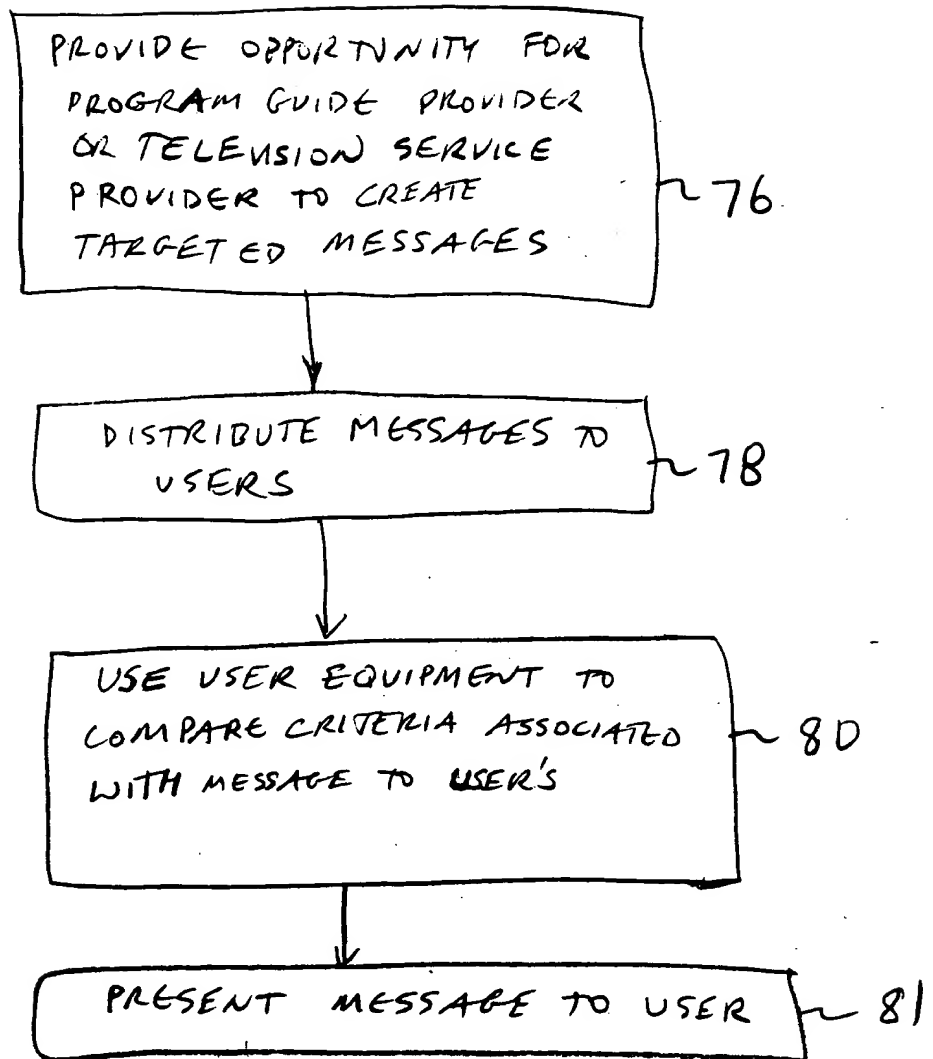 PROVIDE OPPORTUNITY FOR
PROGRAM GUIDE PROVIDER
OR TELEVISION SERVICE
PROVIDER TO CREATE
TARGETED MESSAGES
76
DISTRIBUTE MESSAGES TO
USERS
78
USE USER EQUIPMENT TO
COMPARE CRITERIA ASSOCIATED
WITH MESSAGE TO USER'S
80
PRESENT MESSAGE TO USER
81